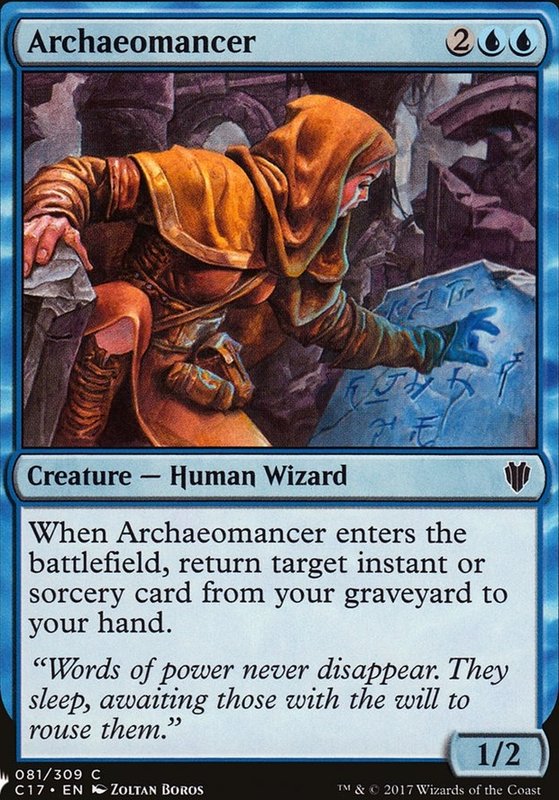 Archaeomancer 2
Creature — Human Wizard
When Archaeomancer enters the
battlefield, return target instant or
sorcery card from your graveyard to
your hand.
“Words of power never disappear. They
sleep, awaiting those with the will to
rouse them.”
1/2
081/309 C
C17 • EN ZOLTAN BOROS
™ & © 2017 Wizards of the Coast